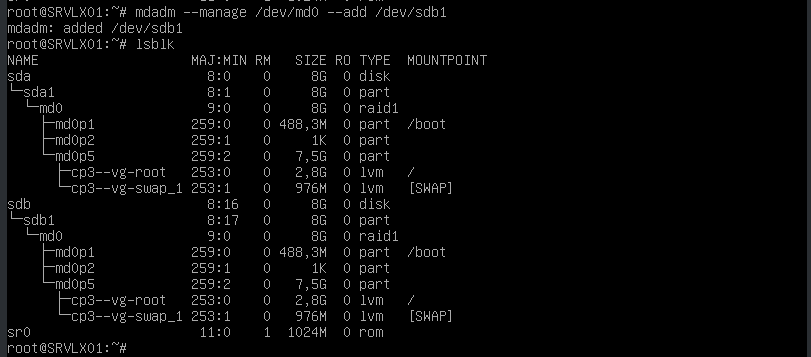 root@SRVLX01:~# mdadm --manage /dev/md0 --add /dev/sdb1
mdadm: added /dev/sdb1
root@SRVLX01:~# lsblk
NAME                   MAJ:MIN RM   SIZE RO TYPE  MOUNTPOINT
sda                      8:0    0     8G  0 disk
└─sda1                   8:1    0     8G  0 part
  └─md0                  9:0    0     8G  0 raid1
    ├─md0p1            259:0    0 488,3M  0 part  /boot
    ├─md0p2            259:1    0     1K  0 part
    └─md0p5            259:2    0   7,5G  0 part
      ├─cp3--vg-root   253:0    0   2,8G  0 lvm   /
      └─cp3--vg-swap_1 253:1    0   976M  0 lvm   [SWAP]
sdb                      8:16   0     8G  0 disk
└─sdb1                   8:17   0     8G  0 part
  └─md0                  9:0    0     8G  0 raid1
    ├─md0p1            259:0    0 488,3M  0 part  /boot
    ├─md0p2            259:1    0     1K  0 part
    └─md0p5            259:2    0   7,5G  0 part
      ├─cp3--vg-root   253:0    0   2,8G  0 lvm   /
      └─cp3--vg-swap_1 253:1    0   976M  0 lvm   [SWAP]
sr0                     11:0    1  1024M  0 rom
root@SRVLX01:~#